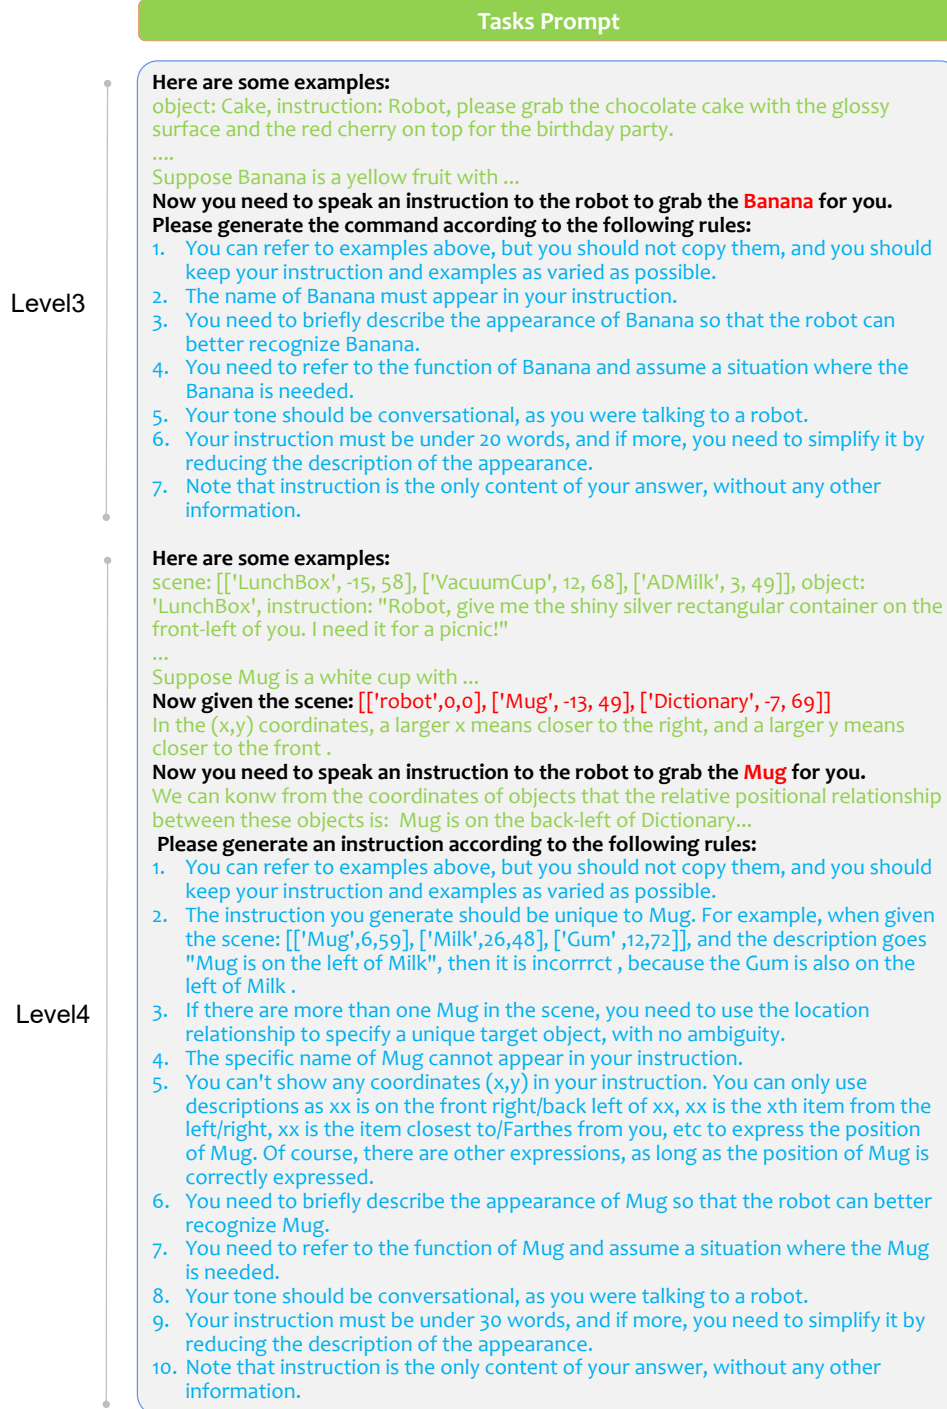 Tasks Prompt
Here are some examples:
object: Cake, instruction: Robot, please grab the chocolate cake with the glossy
surface and the red cherry on top for the birthday party.
....
Suppose Banana is a yellow fruit with ...
Now you need to speak an instruction to the robot to grab the Banana for you.
Please generate the command according to the following rules:
1. You can refer to examples above, but you should not copy them, and you should
keep your instruction and examples as varied as possible.
2. The name of Banana must appear in your instruction.
3. You need to briefly describe the appearance of Banana so that the robot can
better recognize Banana.
4. You need to refer to the function of Banana and assume a situation where the
Banana is needed.
5. Your tone should be conversational, as you were talking to a robot.
6. Your instruction must be under 20 words, and if more, you need to simplify it by
reducing the description of the appearance.
7. Note that instruction is the only content of your answer, without any other
information.
Level3
Here are some examples:
scene: [['LunchBox', -15, 58], ['VacuumCup', 12, 68], ['ADMilk', 3, 49]], object:
'LunchBox', instruction: "Robot, give me the shiny silver rectangular container on the
front-left of you. I need it for a picnic!"
...
Suppose Mug is a white cup with ...
Now given the scene: [['robot',0,0], ['Mug', -13, 49], ['Dictionary', -7, 69]]
In the (x,y) coordinates, a larger x means closer to the right, and a larger y means
closer to the front .
Now you need to speak an instruction to the robot to grab the Mug for you.
We can konw from the coordinates of objects that the relative positional relationship
between these objects is: Mug is on the back-left of Dictionary...
Please generate an instruction according to the following rules:
1. You can refer to examples above, but you should not copy them, and you should
keep your instruction and examples as varied as possible.
2. The instruction you generate should be unique to Mug. For example, when given
the scene: [['Mug',6,59], ['Milk',26,48], ['Gum' ,12,72]], and the description goes
"Mug is on the left of Milk", then it is incorrrct , because the Gum is also on the
left of Milk .
3. If there are more than one Mug in the scene, you need to use the location
relationship to specify a unique target object, with no ambiguity.
4. The specific name of Mug cannot appear in your instruction.
5. You can't show any coordinates (x,y) in your instruction. You can only use
descriptions as xx is on the front right/back left of xx, xx is the xth item from the
left/right, xx is the item closest to/Farthes from you, etc to express the position
of Mug. Of course, there are other expressions, as long as the position of Mug is
correctly expressed.
6. You need to briefly describe the appearance of Mug so that the robot can better
recognize Mug.
7. You need to refer to the function of Mug and assume a situation where the Mug
is needed.
8. Your tone should be conversational, as you were talking to a robot.
9. Your instruction must be under 30 words, and if more, you need to simplify it by
reducing the description of the appearance.
10. Note that instruction is the only content of your answer, without any other
information.
Level4